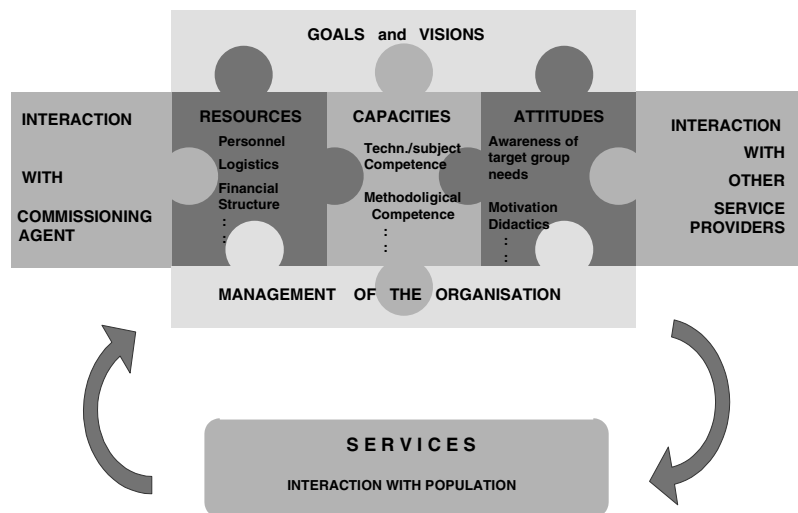 GOALS and VISIONS
INTERACTION
WITH
COMMISSIONING
AGENT
RESOURCES
Personnel
Logistics
Financial
Structure
:
:
CAPACITIES
Techn./subject
Competence
Methodoligical
Competence
:
:
ATTITUDES
Awareness of
target group
needs
Motivation
Didactics
:
:
INTERACTION
WITH
OTHER
SERVICE
PROVIDERS
MANAGEMENT OF THE ORGANISATION
SERVICES
INTERACTION WITH POPULATION